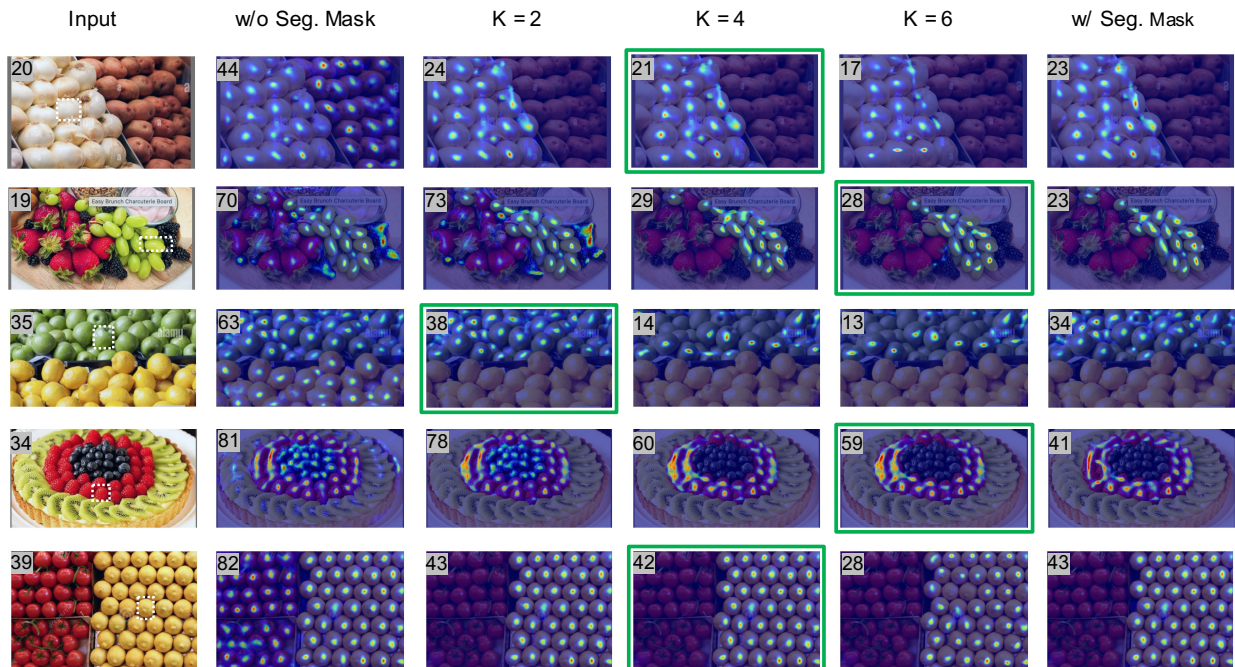 Input w/o Seg. Mask K = 2 K = 4 K = 6 w/ Seg. Mask
20 44 24 21 17 23
19 70 73 29 28 23
Easy Brunch Charcuterie Board Easy Brunch Charcuterie Board Easy Brunch Charcuterie Board Easy Brunch Charcuterie Board Easy Brunch Charcuterie Board Easy Brunch Charcuterie Board
35 63 38 14 13 34
34 81 78 60 59 41
39 82 43 42 28 43